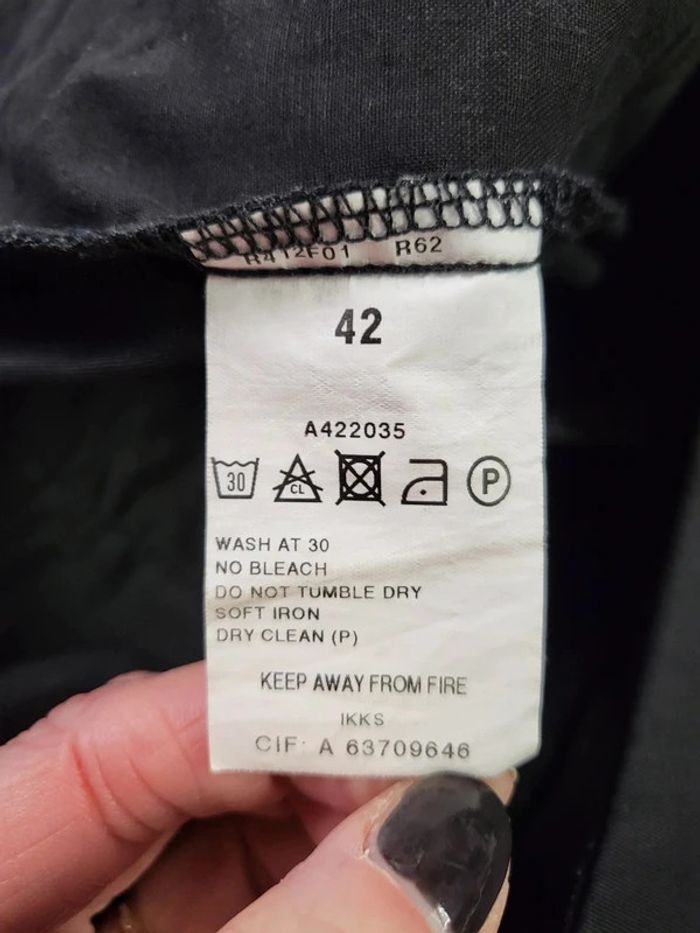 R412F01 R62
42
A422035
30 CL P
WASH AT 30
NO BLEACH
DO NOT TUMBLE DRY
SOFT IRON
DRY CLEAN (P)
KEEP AWAY FROM FIRE
IKKS
CIF: A 63709646